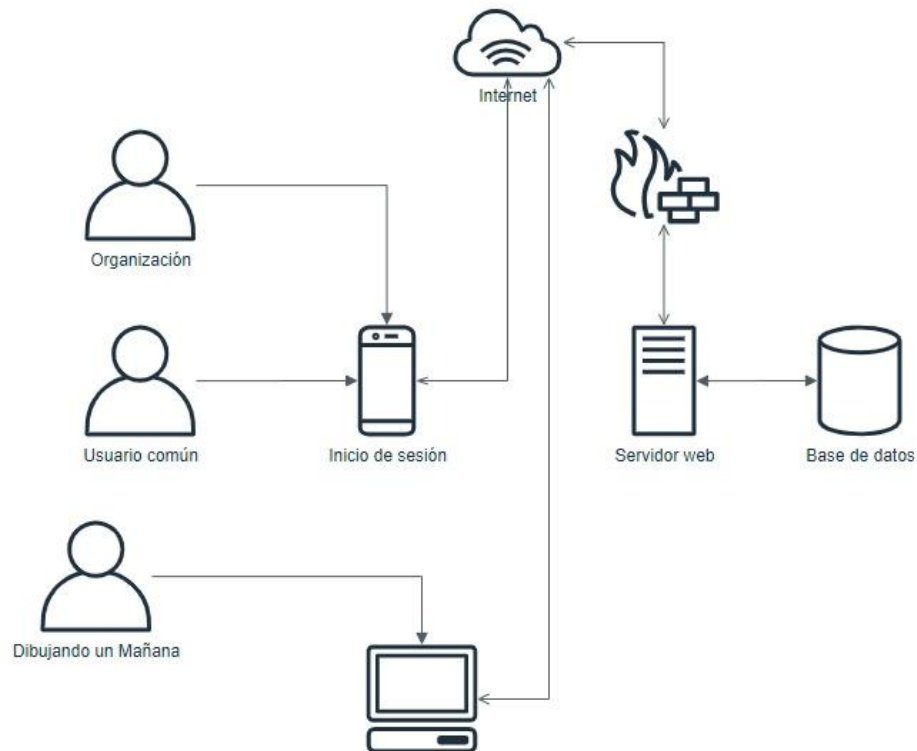 Internet
Organización
Usuario común
Inicio de sesión
Servidor web
Base de datos
Dibujando un Mañana